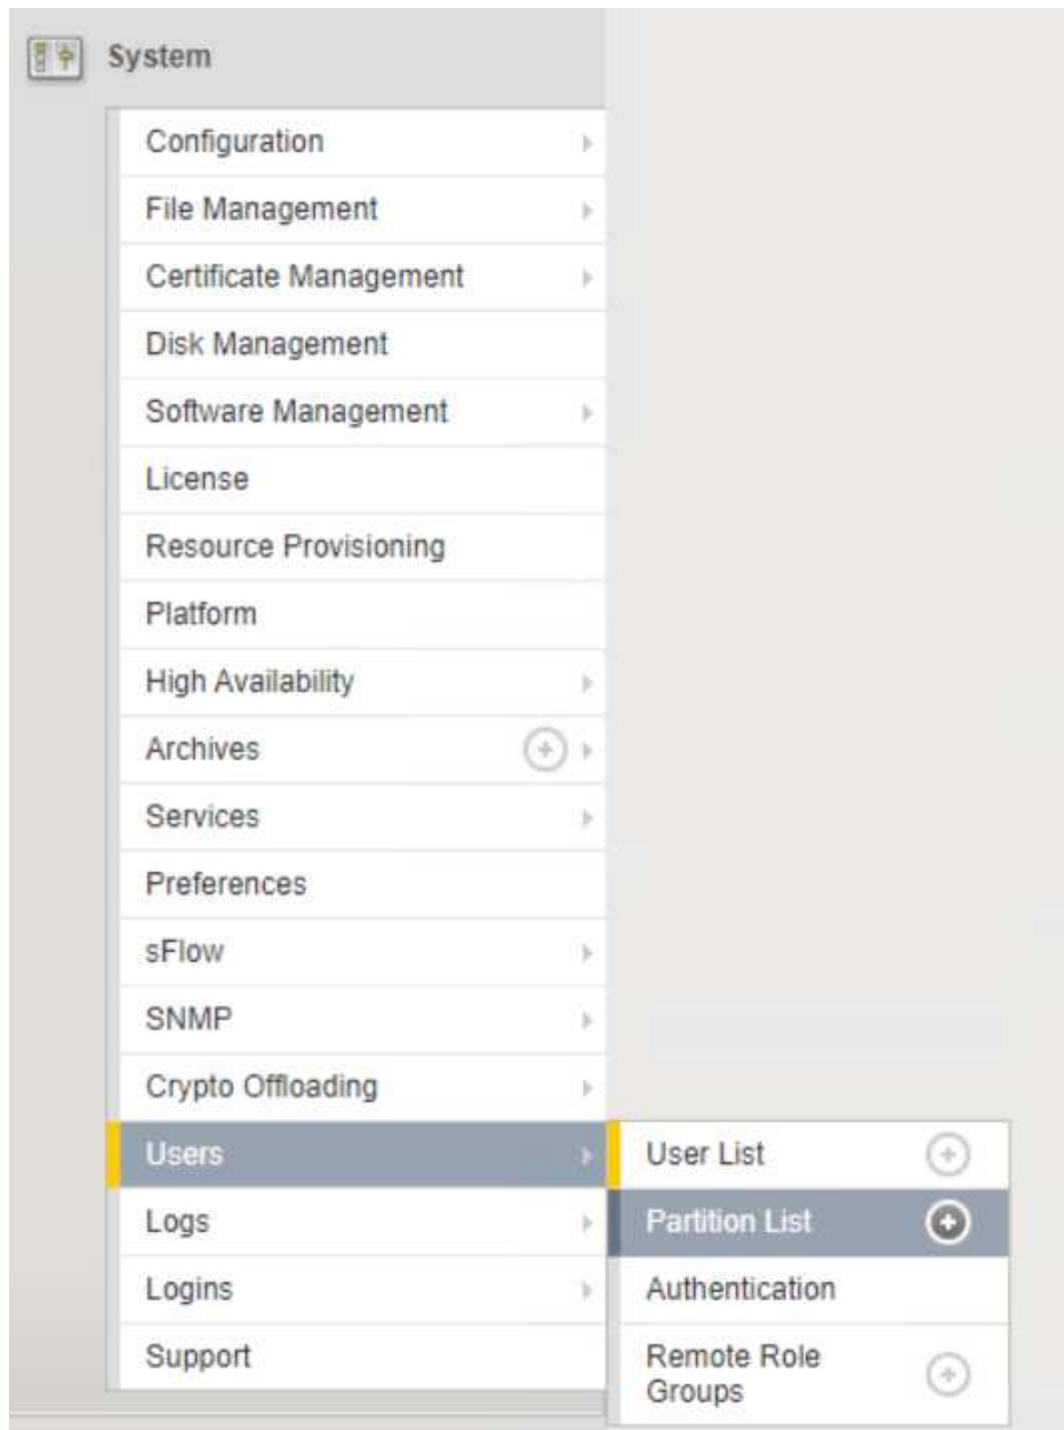 System
Configuration
File Management
Certificate Management
Disk Management
Software Management
License
Resource Provisioning
Platform
High Availability
Archives
Services
Preferences
sFlow
SNMP
Crypto Offloading
Users
Logs
Logins
Support
User List
Partition List
Authentication
Remote Role
Groups